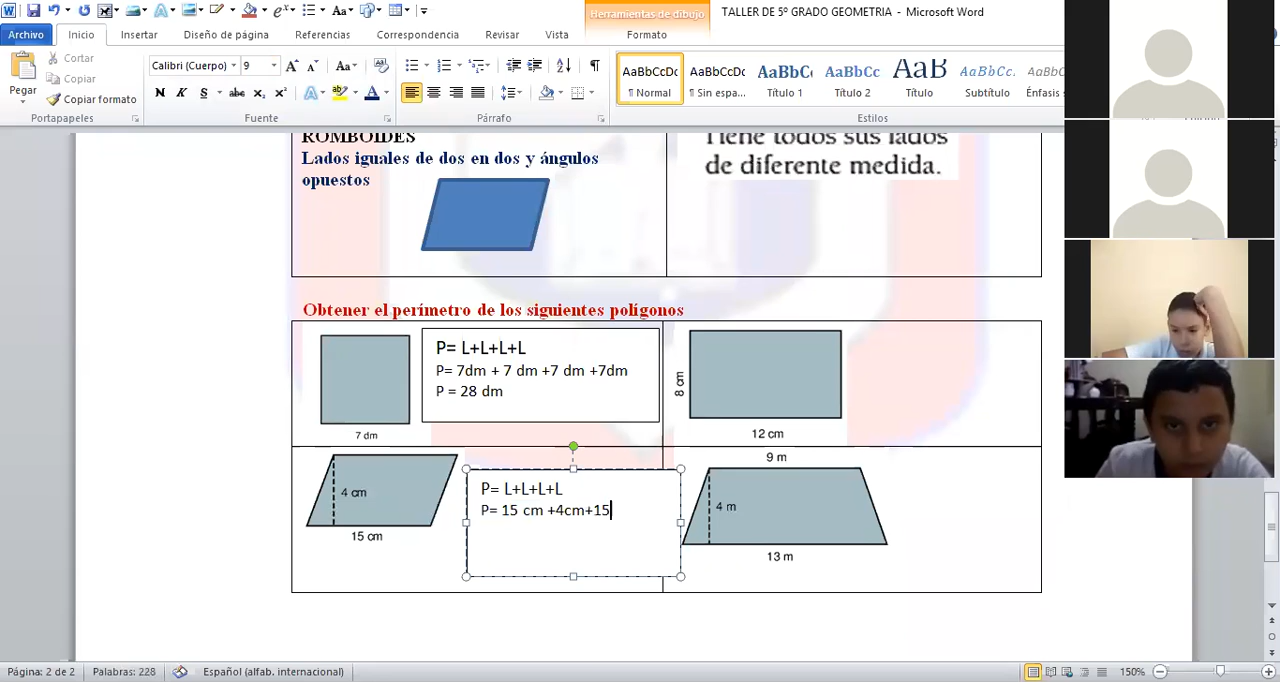 TALLER DE 5º GRADO GEOMETRIA - Microsoft Word
Herramientas de dibujo
Archivo
Inicio
Insertar
Diseño de página
Referencias
Correspondencia
Revisar
Vista
Formato
Pegar
Cortar
Copiar
Copiar formato
Portapapeles
Calibri (Cuerpo)
9
Fuente
Párrafo
AaBbCcDc
¶ Normal
AaBbCcDc
¶ Sin espa...
AaBbC
Título 1
AaBbCc
Título 2
AaB
Título
AaBbCc.
Subtítulo
AaBbCc
Énfasis
Estilos
ROMBOIDES
Lados iguales de dos en dos y ángulos
opuestos
Tiene todos sus lados
de diferente medida.
Obtener el perímetro de los siguientes polígonos
P= L+L+L+L
P= 7dm + 7 dm +7 dm +7dm
P = 28 dm
7 dm
8 cm
12 cm
4 cm
15 cm
P= L+L+L+L
P= 15 cm +4cm+15
9 m
4 m
13 m
Página: 2 de 2
Palabras: 228
Español (alfab. internacional)
150%